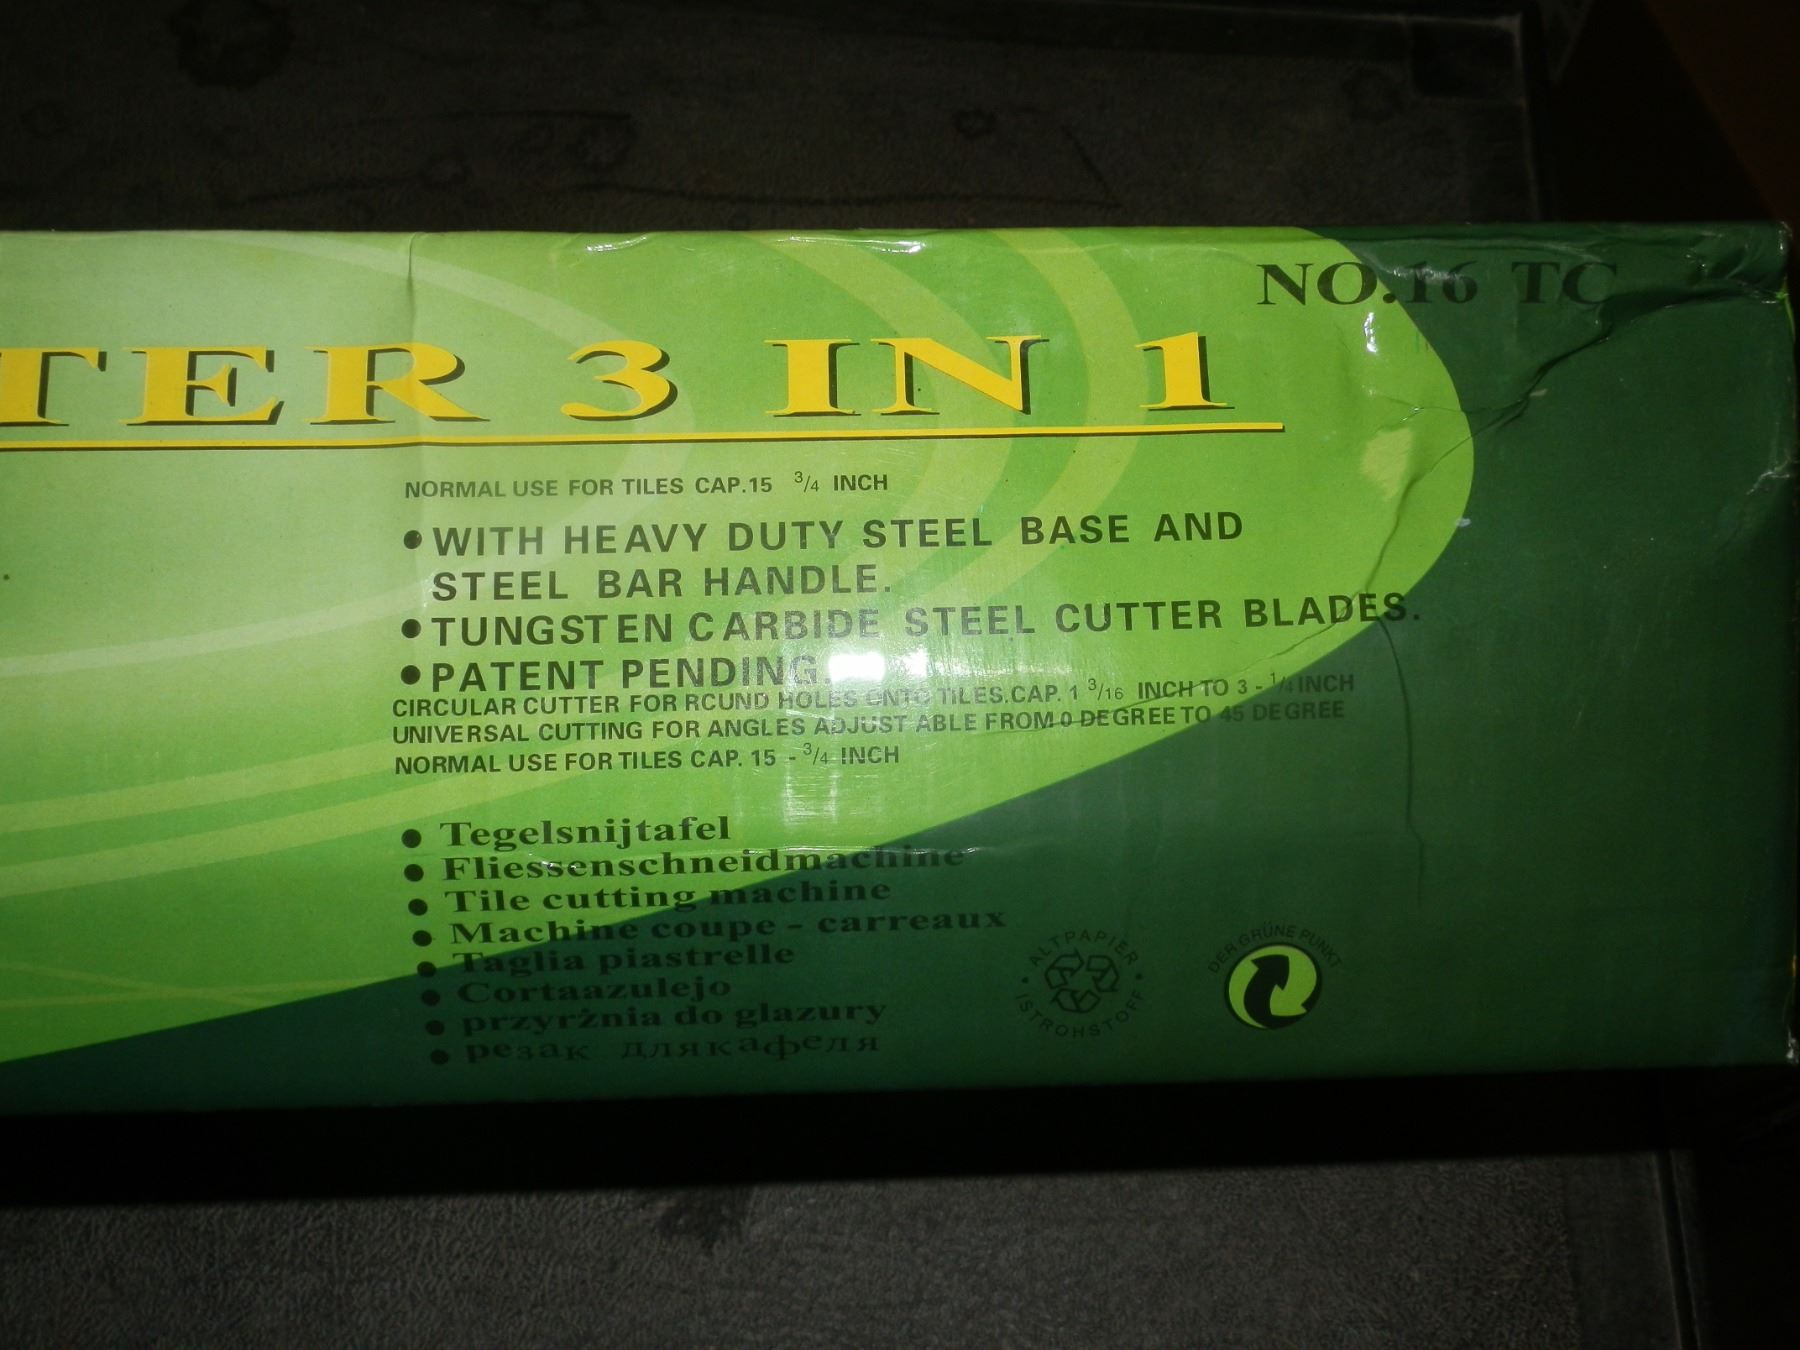 NO.16 TC
TER 3 IN 1
NORMAL USE FOR TILES CAP.15 3/4 INCH
• WITH HEAVY DUTY STEEL BASE AND
STEEL BAR HANDLE.
• TUNGSTEN CARBIDE STEEL CUTTER BLADES.
• PATENT PENDING.
CIRCULAR CUTTER FOR RCUND HOLES ONTO TILES.CAP. 1 3/16 INCH TO 3 - 1/4 INCH
UNIVERSAL CUTTING FOR ANGLES ADJUST ABLE FROM 0 DEGREE TO 45 DEGREE
NORMAL USE FOR TILES CAP. 15 - 3/4 INCH
• Tegelsnijtafel
• Fliessenschneidmachine
• Tile cutting machine
• Machine coupe - carreaux
• Taglia piastrelle
• Cortaazulejo
• przyrżnia do glazury
• резак длякафеля
ALTPAPIER
ISTROHSTOFF
DER GRÜNE PUNKT